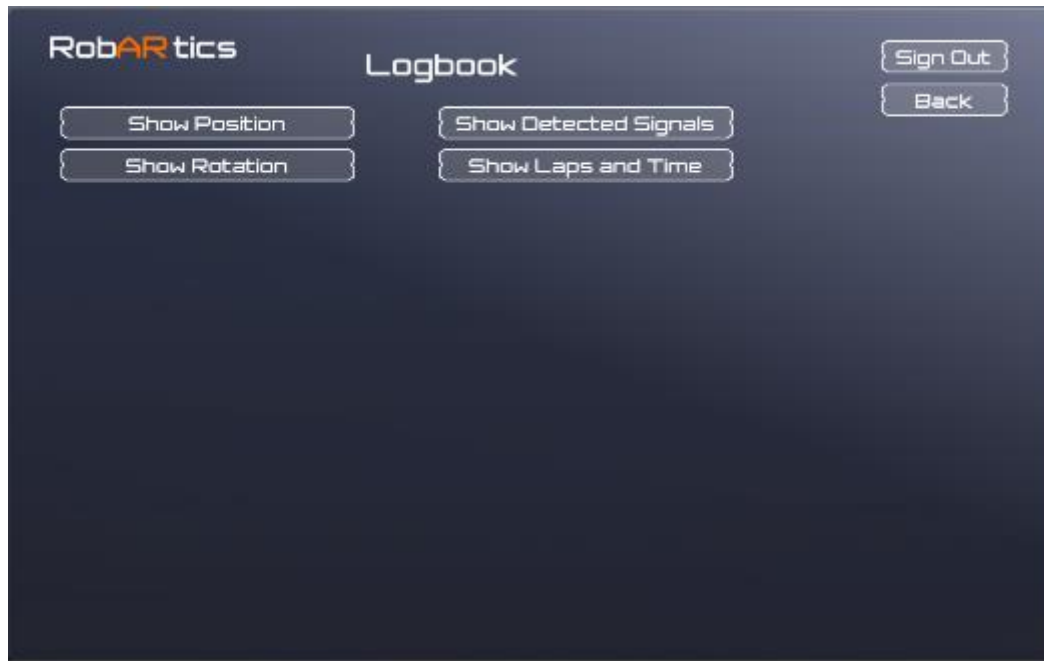 RobARtics
Logbook
Sign Out
Back
Show Position
Show Detected Signals
Show Rotation
Show Laps and Time